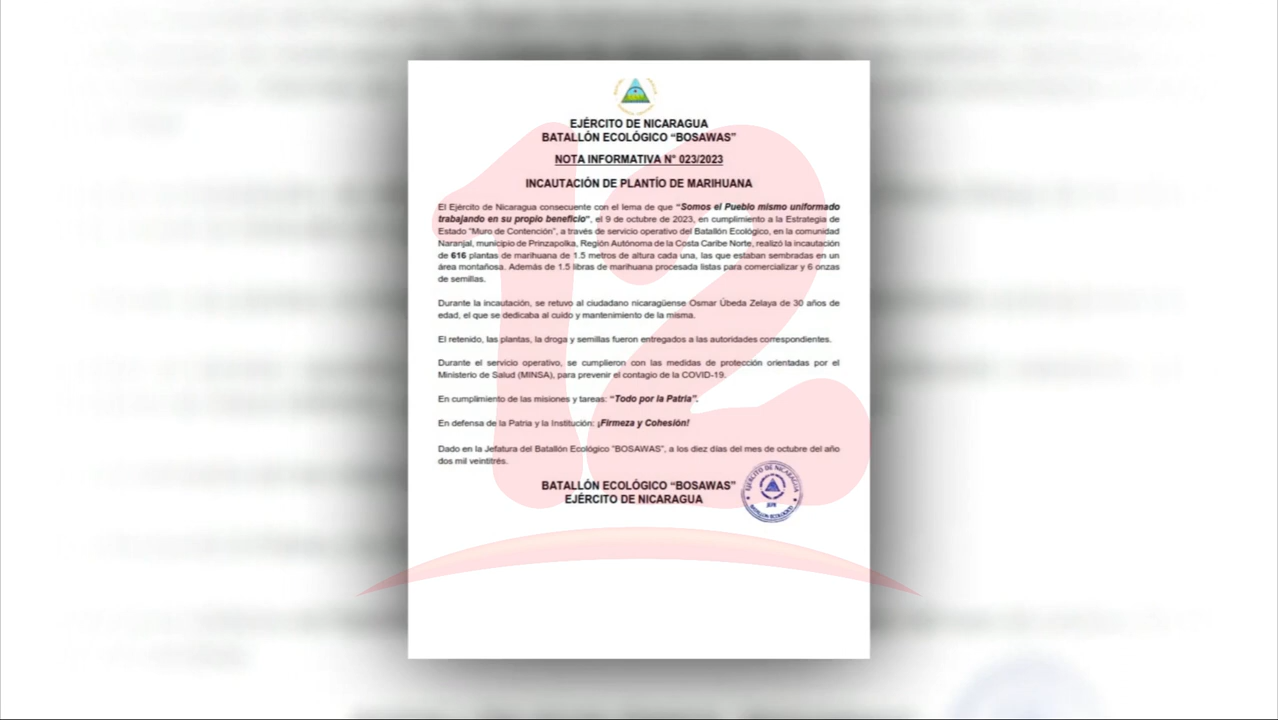 EJÉRCITO DE NICARAGUA
BATALLÓN ECOLÓGICO “BOSAWAS”
NOTA INFORMATIVA N° 023/2023
INCAUTACIÓN DE PLANTÍO DE MARIHUANA
El Ejército de Nicaragua consecuente con el lema de que “Somos el Pueblo mismo uniformado
trabajando en su propio beneficio”, el 9 de octubre de 2023, en cumplimiento a la Estrategia de
Estado “Muro de Contención”, a través de servicio operativo del Batallón Ecológico, en la comunidad
Naranjal, municipio de Prinzapolka, Región Autónoma de la Costa Caribe Norte, realizó la incautación
de 616 plantas de marihuana de 1.5 metros de altura cada una, las que estaban sembradas en un
área montañosa. Además de 1.5 libras de marihuana procesada listas para comercializar y 6 onzas
de semillas.
Durante la incautación, se retuvo al ciudadano nicaragüense Osmar Úbeda Zelaya de 30 años de
edad, el que se dedicaba al cuido y mantenimiento de la misma.
El retenido, las plantas, la droga y semillas fueron entregados a las autoridades correspondientes.
Durante el servicio operativo, se cumplieron con las medidas de protección orientadas por el
Ministerio de Salud (MINSA), para prevenir el contagio de la COVID-19.
En cumplimiento de las misiones y tareas: “Todo por la Patria”.
En defensa de la Patria y la Institución: ¡Firmeza y Cohesión!
Dado en la Jefatura del Batallón Ecológico “BOSAWAS”, a los diez días del mes de octubre del año
dos mil veintitrés.
BATALLÓN ECOLÓGICO “BOSAWAS”
EJÉRCITO DE NICARAGUA
EJÉRCITO DE NICARAGUA
JEFE
BATALLÓN ECOLÓGICO
12